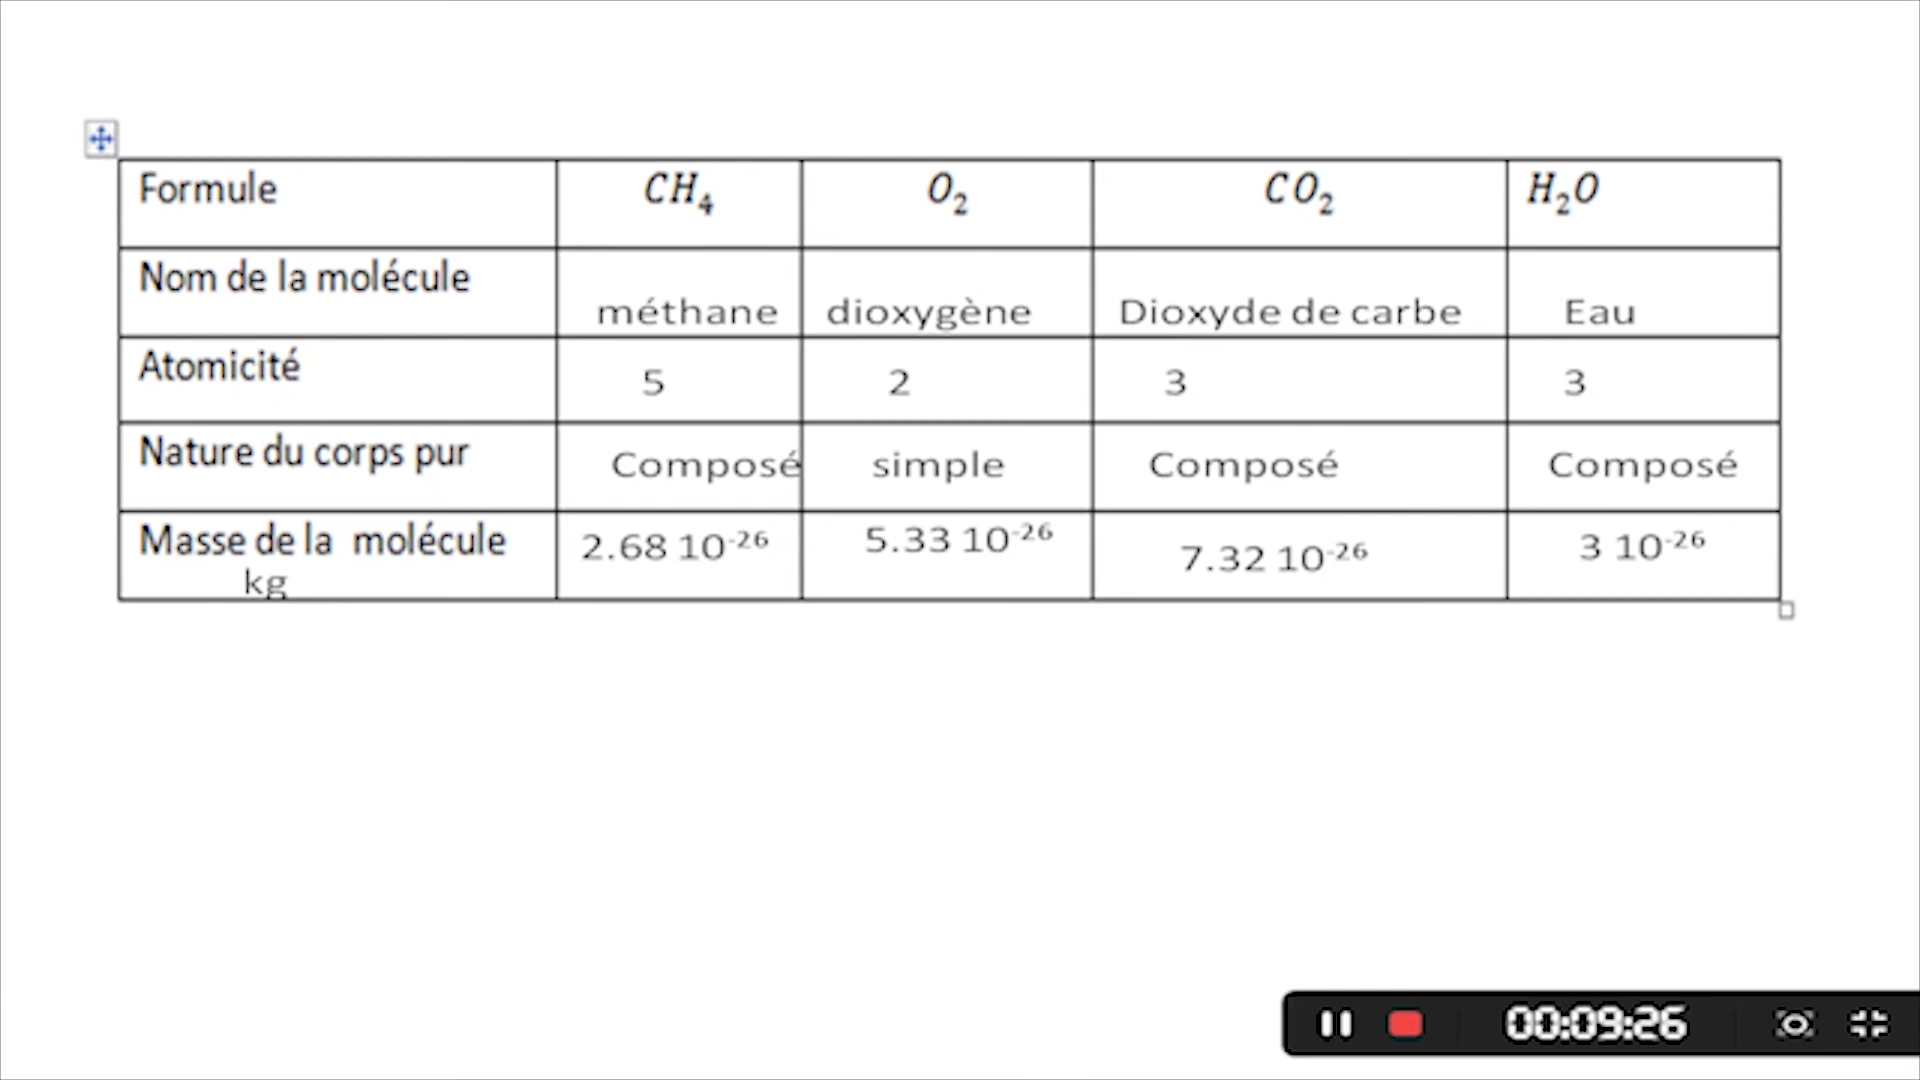 Formule CH₄ O₂ CO₂ H₂O
Nom de la molécule méthane dioxygène Dioxyde de carbe Eau
Atomicité 5 2 3 3
Nature du corps pur Composé simple Composé Composé
Masse de la molécule 2.68 10⁻²⁶ 5.33 10⁻²⁶ 7.32 10⁻²⁶ 3 10⁻²⁶
kg
00:09:26